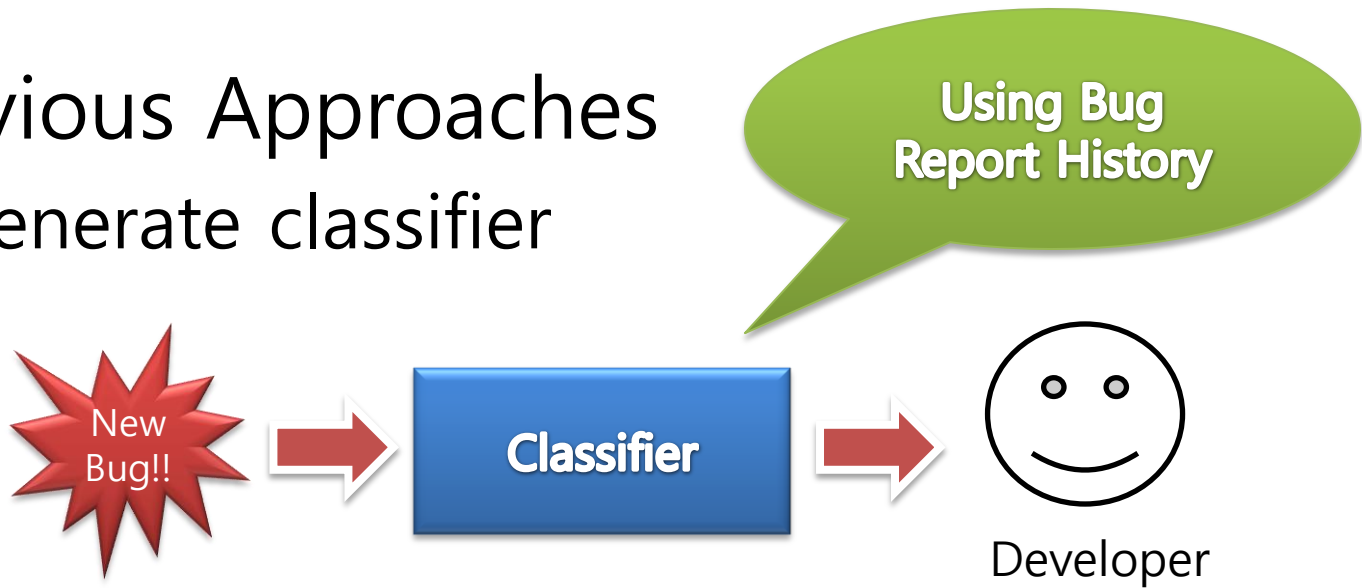 vious Approaches
enerate classifier
Using Bug
Report History
New
Bug!!
Classifier
Developer